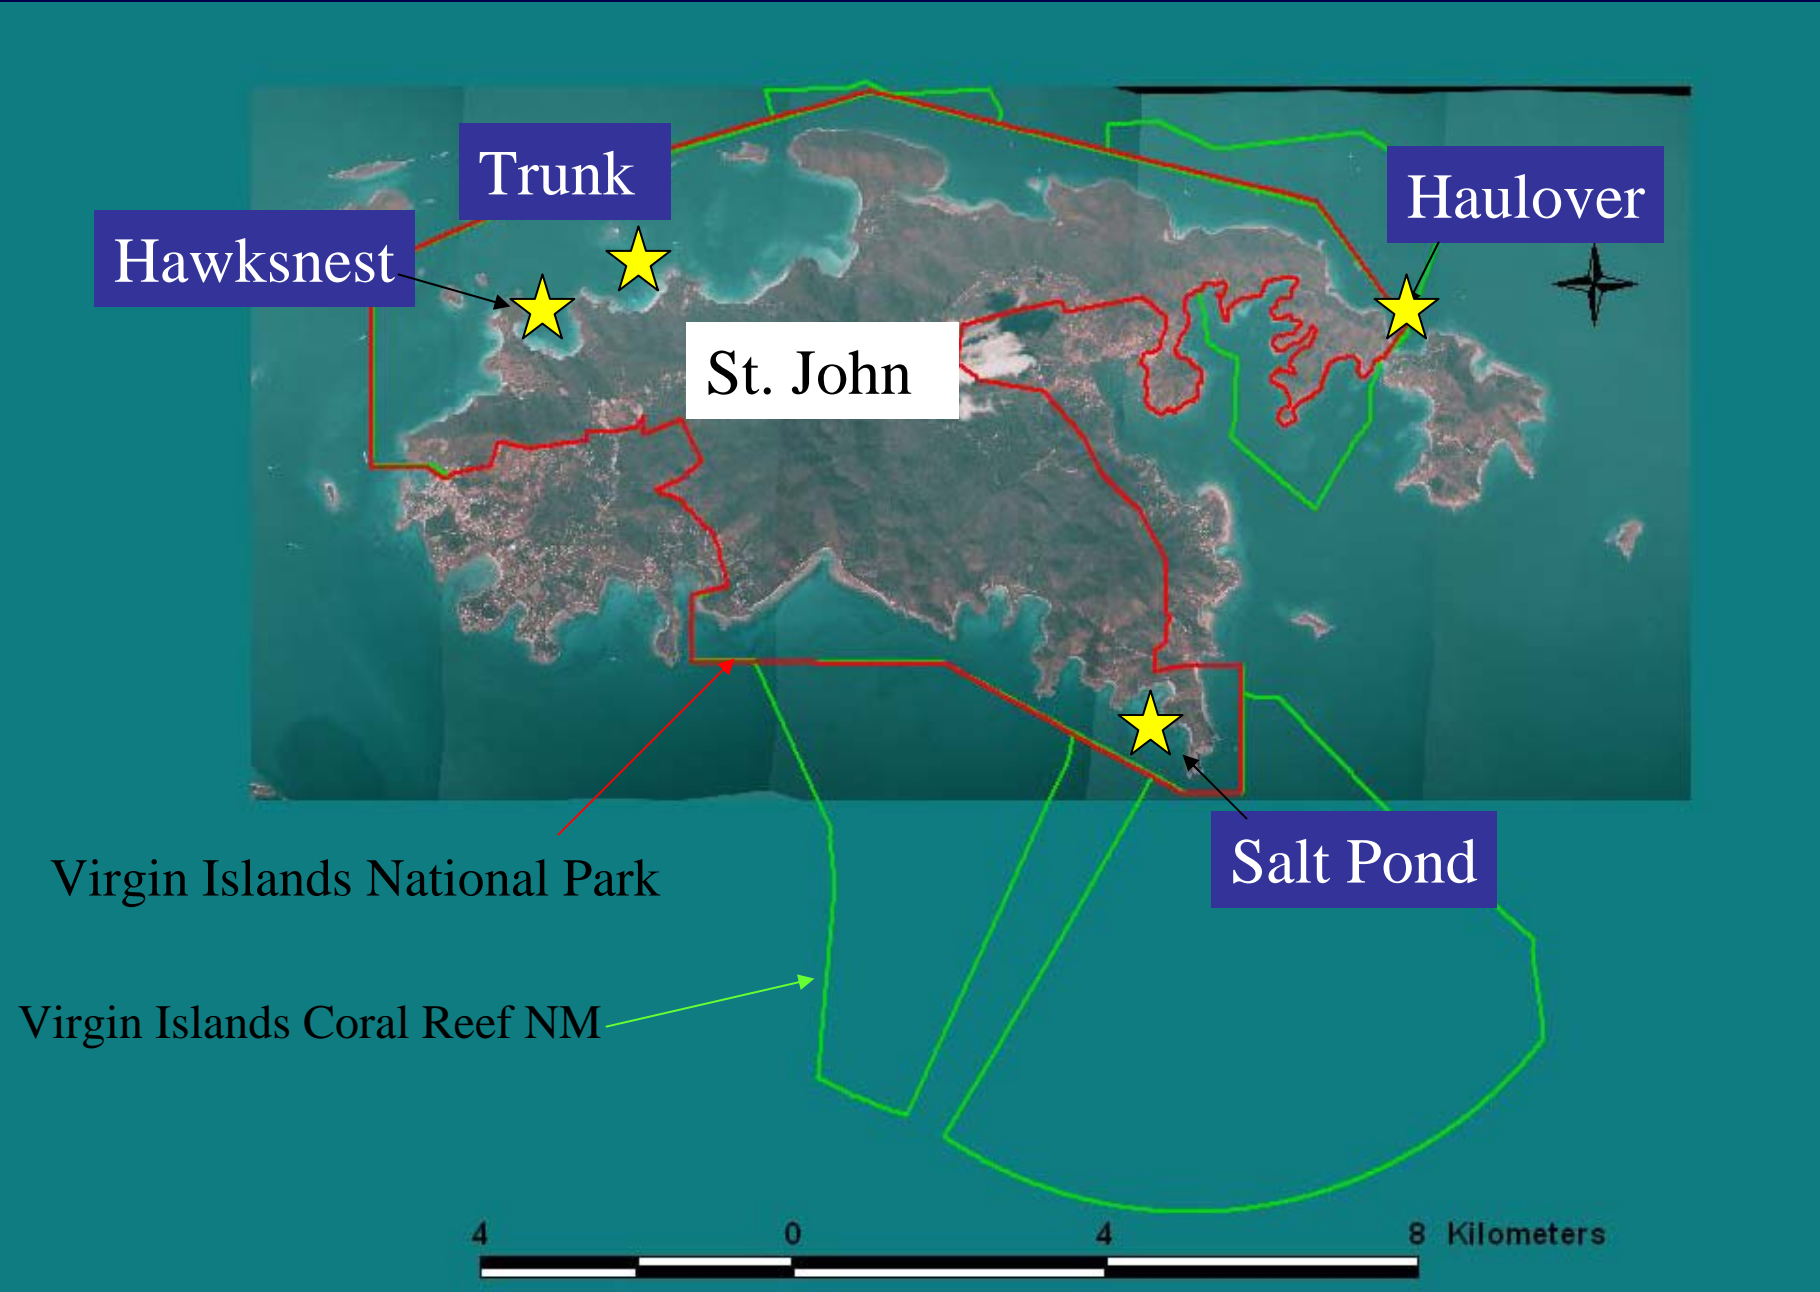 Trunk
Haulover
Hawksnest
St. John
Salt Pond
Virgin Islands National Park
Virgin Islands Coral Reef NM
4 0 4 8 Kilometers